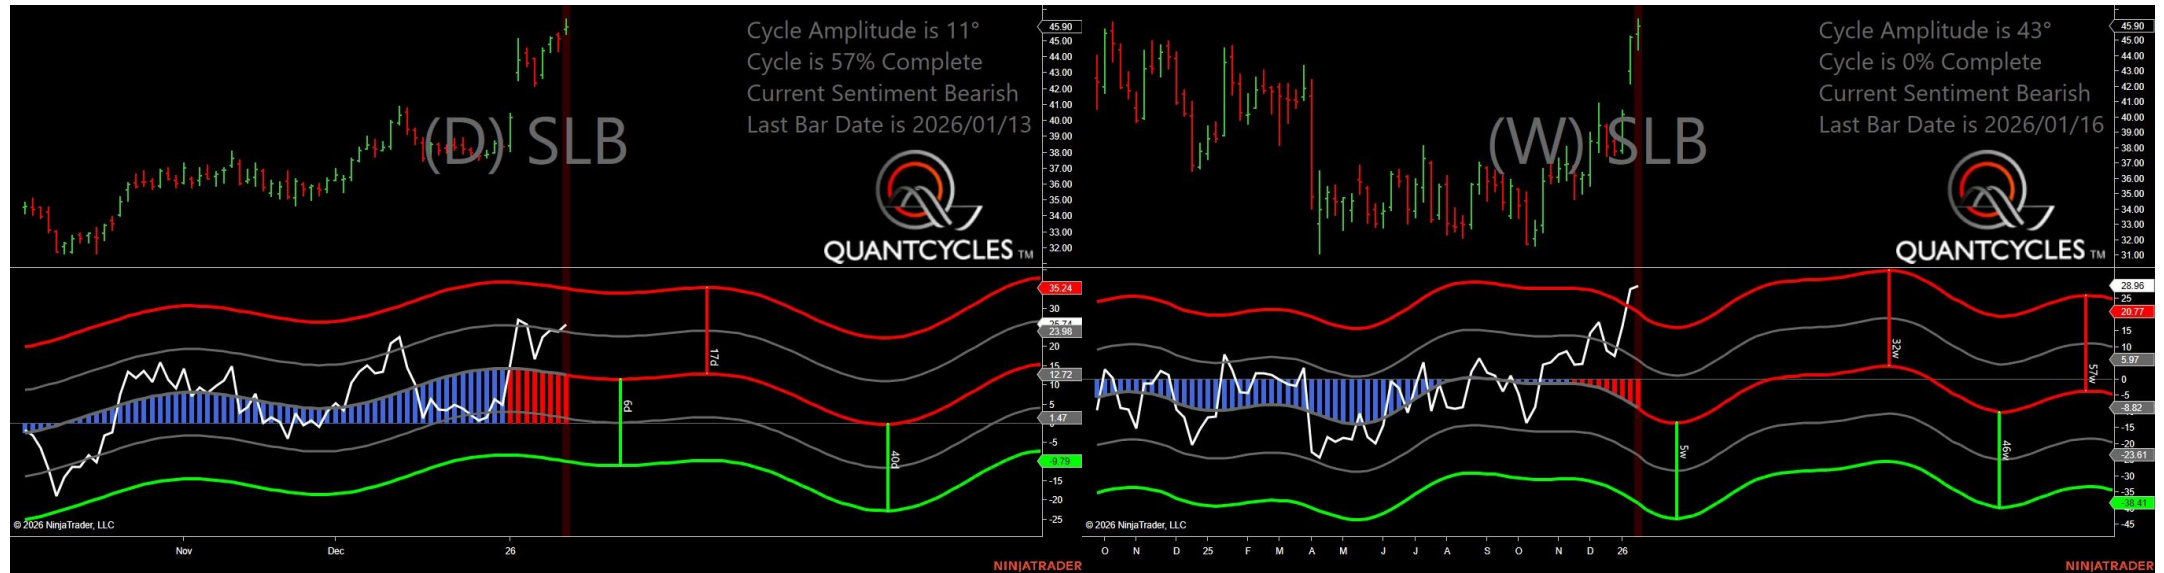 Cycle Amplitude is 11°
Cycle is 57% Complete
Current Sentiment Bearish
Last Bar Date is 2026/01/13
(D) SLB
QUANTCYCLES TM
45.90
45.00
44.00
43.00
42.00
41.00
40.00
39.00
38.00
37.00
36.00
35.00
34.00
33.00
32.00
35.24
30
23.98
20
15
12.72
10
5
1.47
-5
-9.79
-15
-20
-25
17d
6d
40d
© 2026 NinjaTrader, LLC
Nov
Dec
26
NINJATRADER
Cycle Amplitude is 43°
Cycle is 0% Complete
Current Sentiment Bearish
Last Bar Date is 2026/01/16
(W) SLB
QUANTCYCLES TM
45.90
45.00
44.00
43.00
42.00
41.00
40.00
39.00
38.00
37.00
36.00
35.00
34.00
33.00
32.00
31.00
28.96
25
20.77
15
10
5.97
0
-5
-8.82
-15
-20
-23.61
-30
-35
-38.41
-45
32w
57w
5w
46w
© 2026 NinjaTrader, LLC
O N D 25 F M A M J J A S O N D 26
NINJATRADER